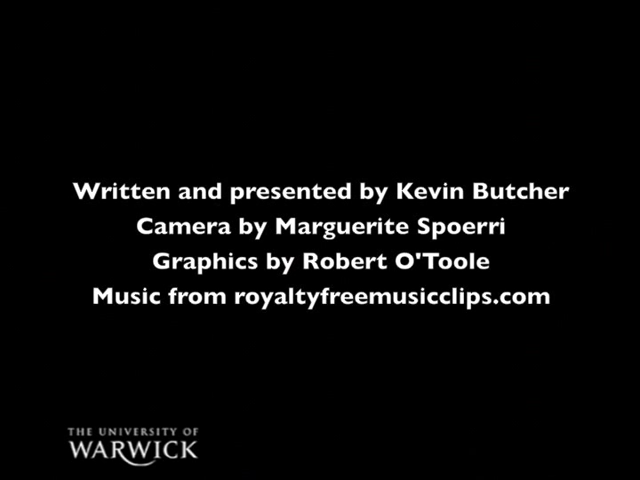 Written and presented by Kevin Butcher
Camera by Marguerite Spoerri
Graphics by Robert O'Toole
Music from royaltyfreemusicclips.com
THE UNIVERSITY OF
WARWICK